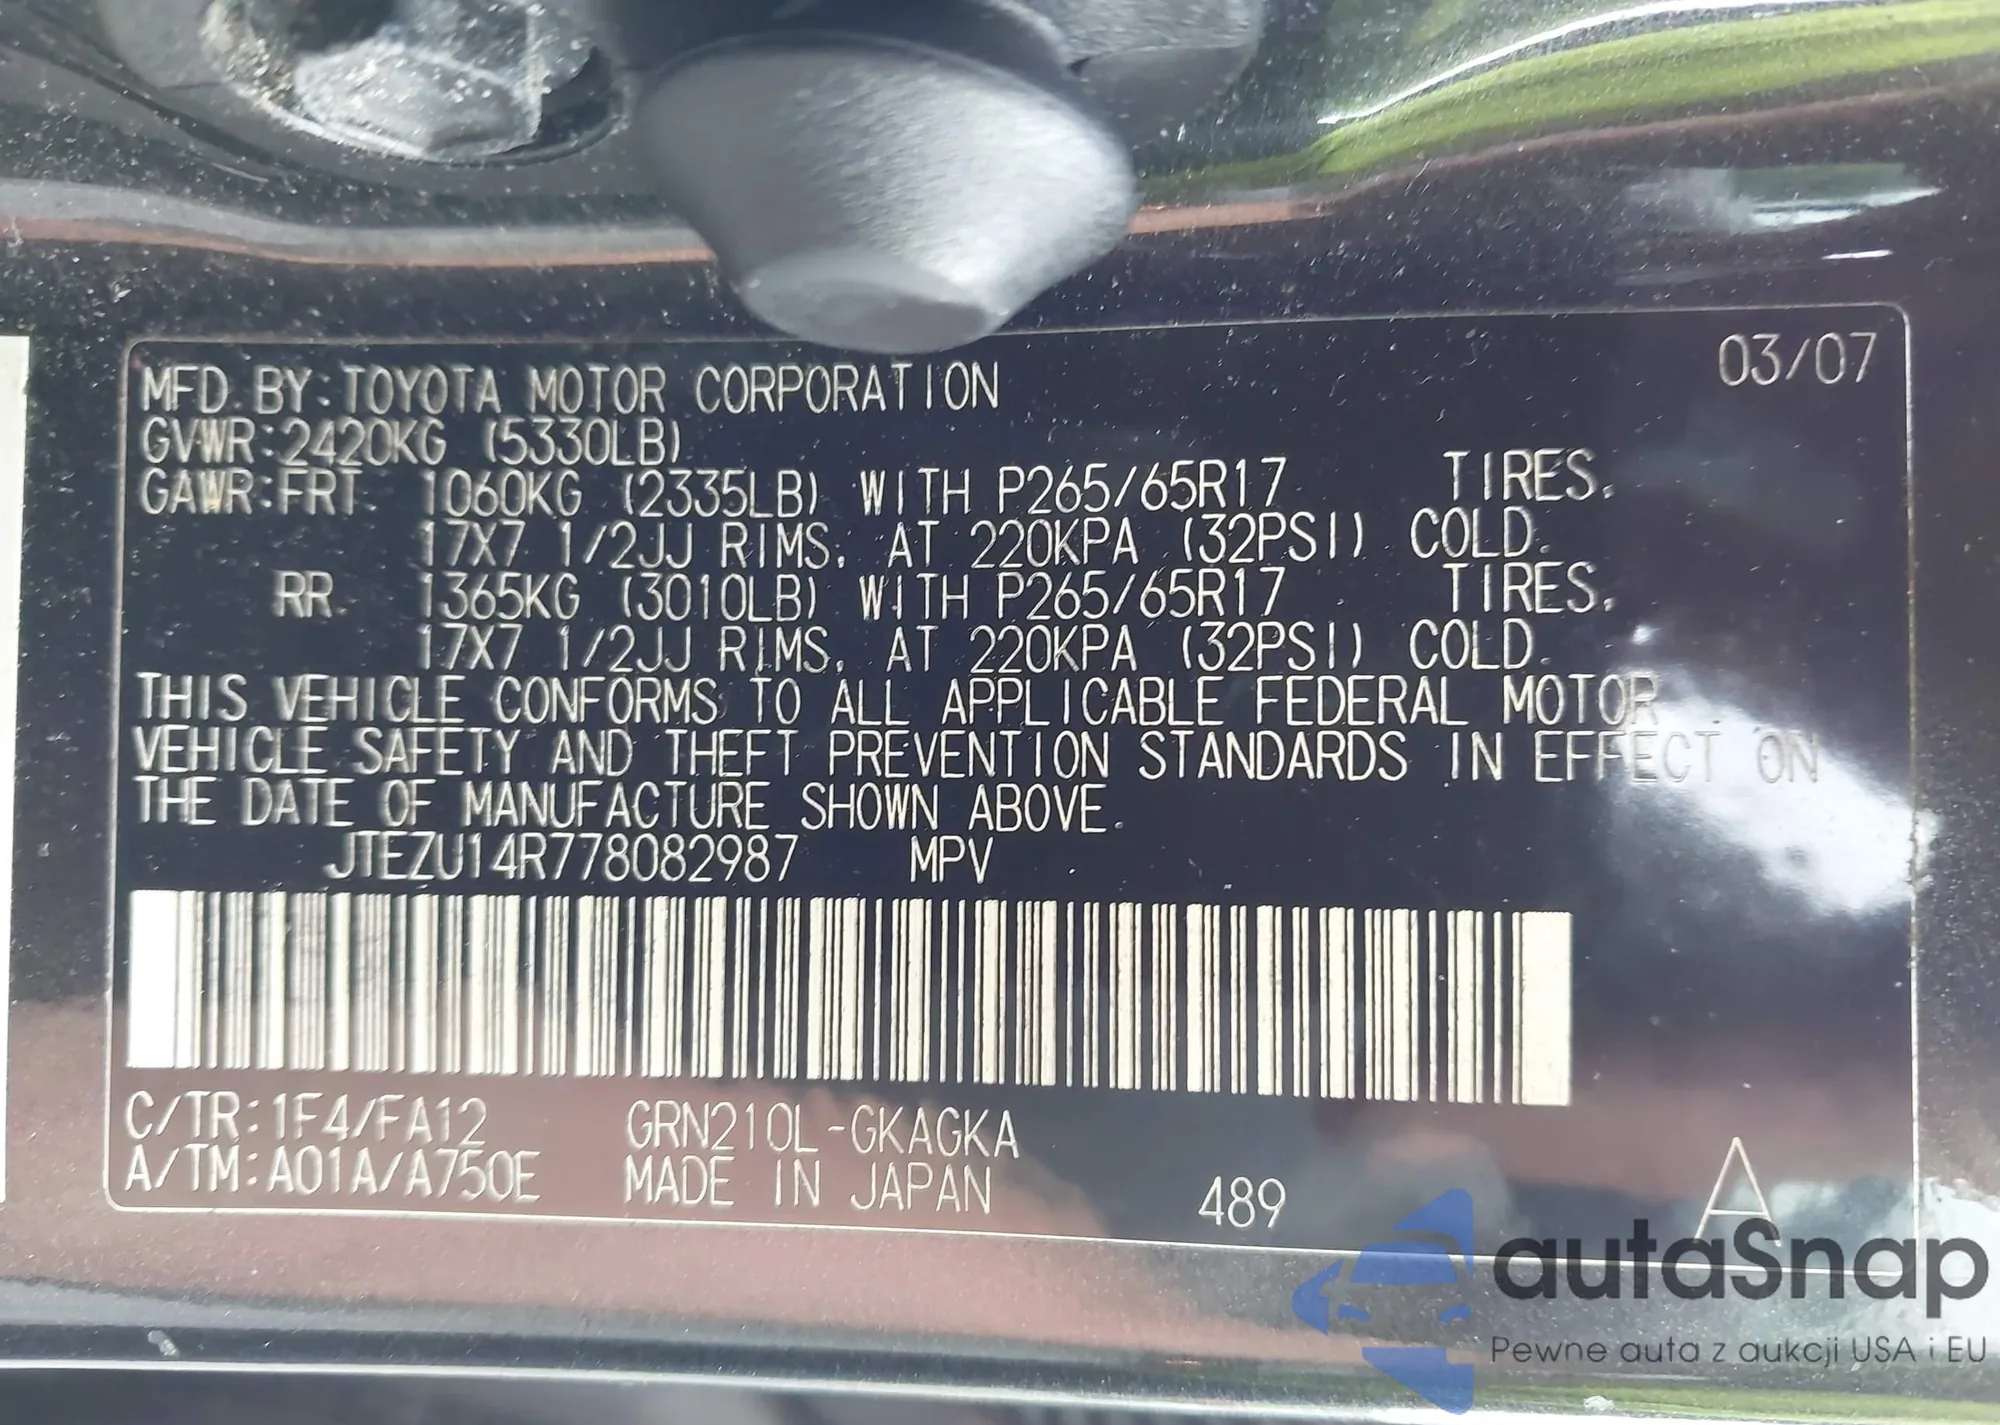 03/07
MFD. BY:TOYOTA MOTOR CORPORATION
GVWR:2420KG (5330LB)
GAWR:FRT 1060KG (2335LB) WITH P265/65R17 TIRES,
17X7 1/2JJ RIMS, AT 220KPA (32PSI) COLD.
RR 1365KG (3010LB) WITH P265/65R17 TIRES,
17X7 1/2JJ RIMS, AT 220KPA (32PSI) COLD.
THIS VEHICLE CONFORMS TO ALL APPLICABLE FEDERAL MOTOR
VEHICLE SAFETY AND THEFT PREVENTION STANDARDS IN EFFECT ON
THE DATE OF MANUFACTURE SHOWN ABOVE.
JTEZU14R778082987 MPV
C/TR:1F4/FA12 GRN210L-GKAGKA
A/TM:A01A/A750E MADE IN JAPAN 489 A
autaSnap
Pewne auta z aukcji USA i EU